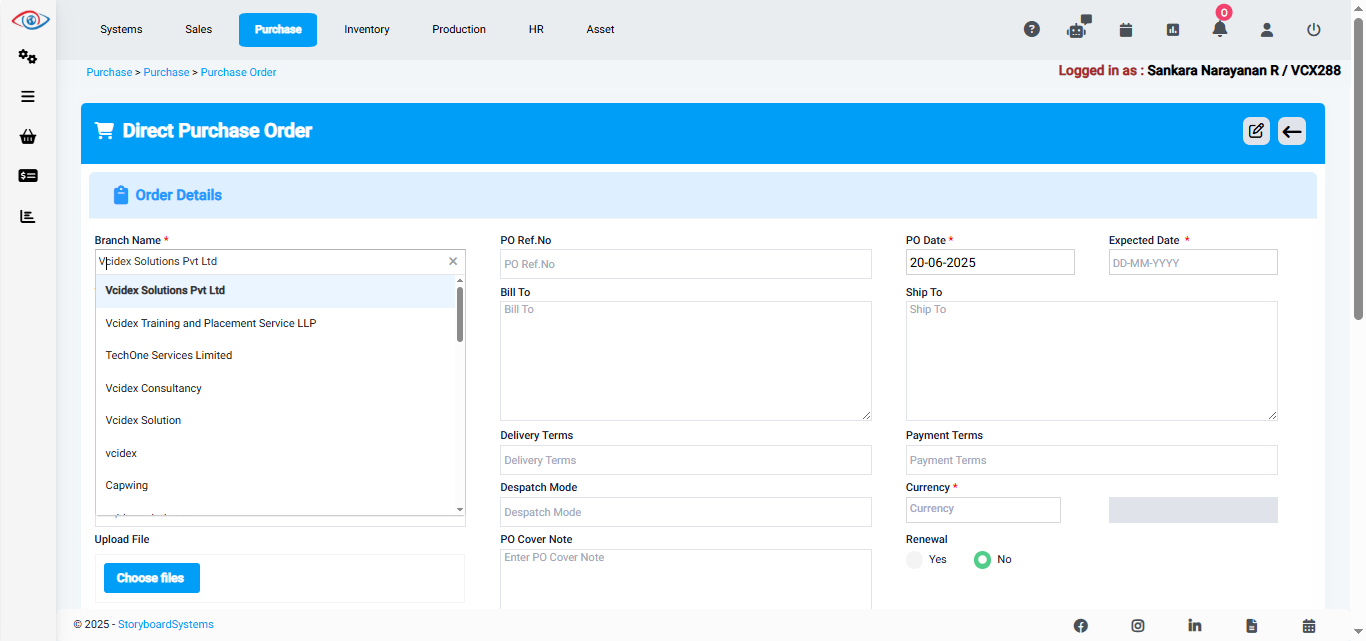 Systems Sales Purchase Inventory Production HR Asset
0
Purchase > Purchase > Purchase Order
Logged in as : Sankara Narayanan R / VCX288
Direct Purchase Order
Order Details
Branch Name *
Vcidex Solutions Pvt Ltd
Vcidex Solutions Pvt Ltd
Vcidex Training and Placement Service LLP
TechOne Services Limited
Vcidex Consultancy
Vcidex Solution
vcidex
Capwing
Upload File
Choose files
PO Ref.No
PO Ref.No
Bill To
Bill To
Delivery Terms
Delivery Terms
Despatch Mode
Despatch Mode
PO Cover Note
Enter PO Cover Note
PO Date *
20-06-2025
Expected Date *
DD-MM-YYYY
Ship To
Ship To
Payment Terms
Payment Terms
Currency *
Currency
Renewal
Yes No
© 2025 - StoryboardSystems